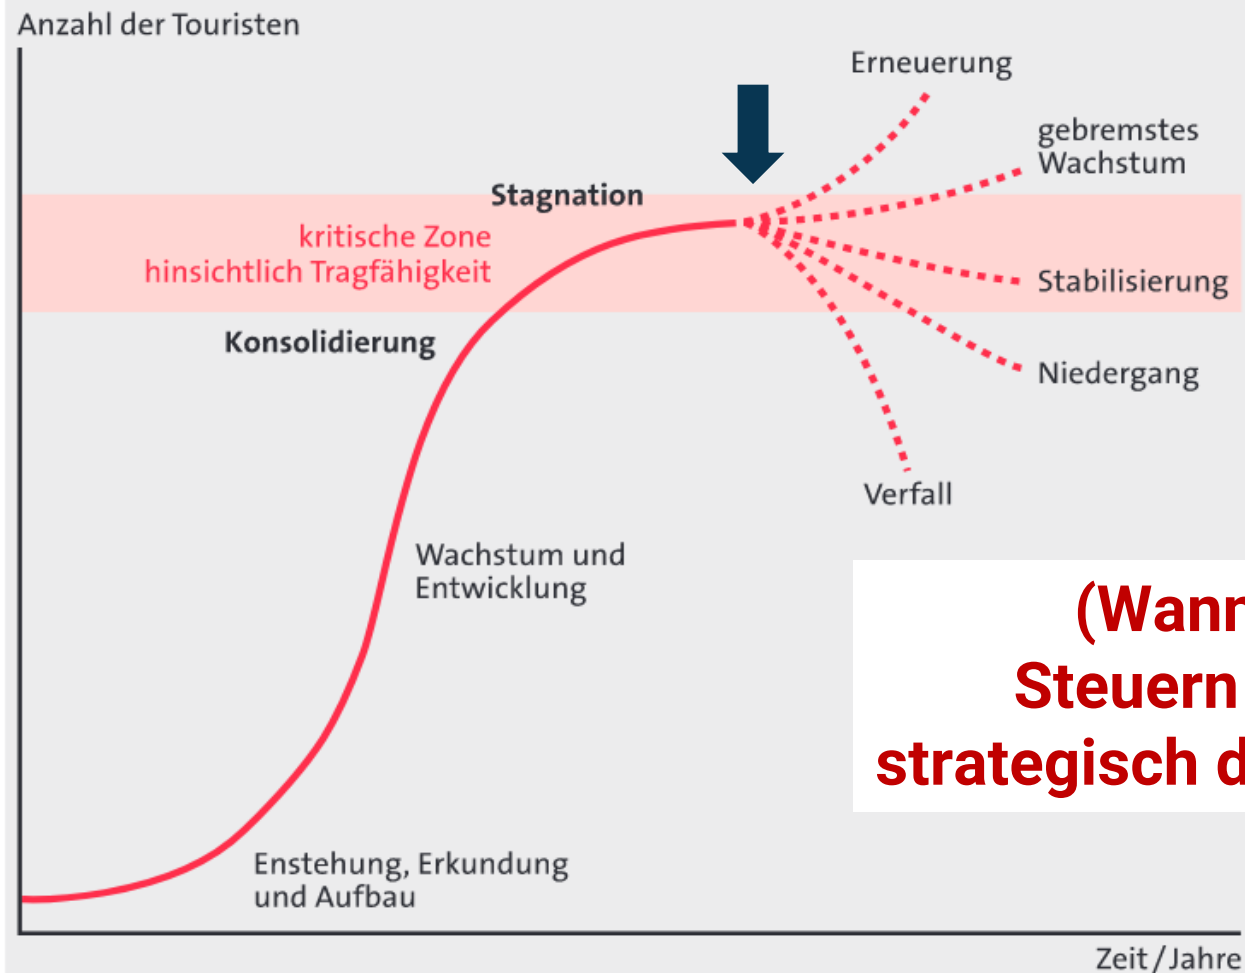 Anzahl der Touristen
Erneuerung
gebremstes
Wachstum
Stagnation
kritische Zone
hinsichtlich Tragfähigkeit
Stabilisierung
Konsolidierung
Niedergang
Verfall
Wachstum und
Entwicklung
(Wann
Steuern
strategisch d
Enstehung, Erkundung
und Aufbau
Zeit/Jahre